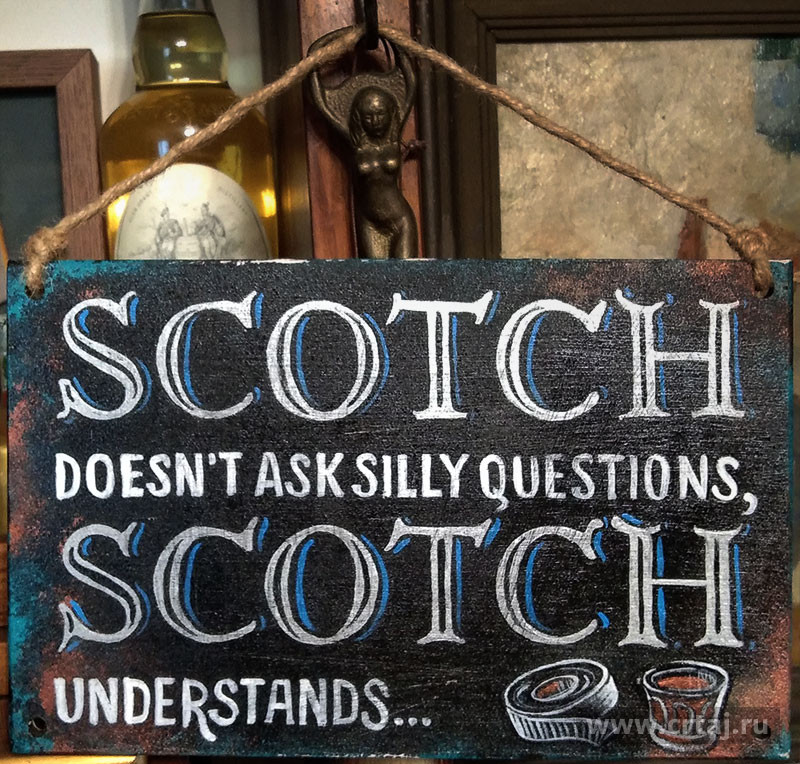 SCOTCH
DOESN'T ASK SILLY QUESTIONS,
SCOTCH
UNDERSTANDS...
www.crtaj.ru